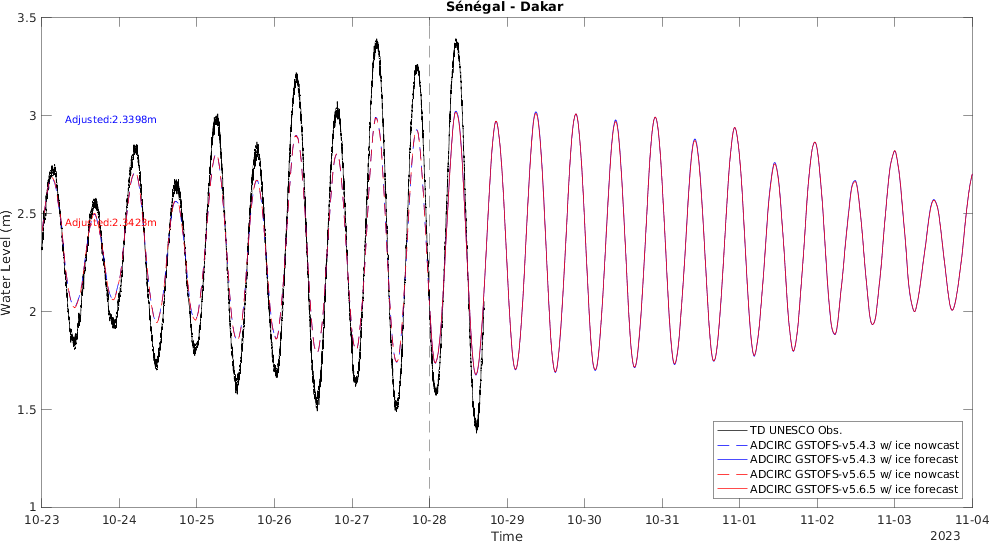 Sénégal - Dakar
3.5
3
2.5
2
1.5
1
Water Level (m)
Adjusted:2.3398m
Adjusted:2.3423m
TD UNESCO Obs.
ADCIRC GSTOFS-v5.4.3 w/ ice nowcast
ADCIRC GSTOFS-v5.4.3 w/ ice forecast
ADCIRC GSTOFS-v5.6.5 w/ ice nowcast
ADCIRC GSTOFS-v5.6.5 w/ ice forecast
10-23 10-24 10-25 10-26 10-27 10-28 10-29 10-30 10-31 11-01 11-02 11-03 11-04
Time
2023